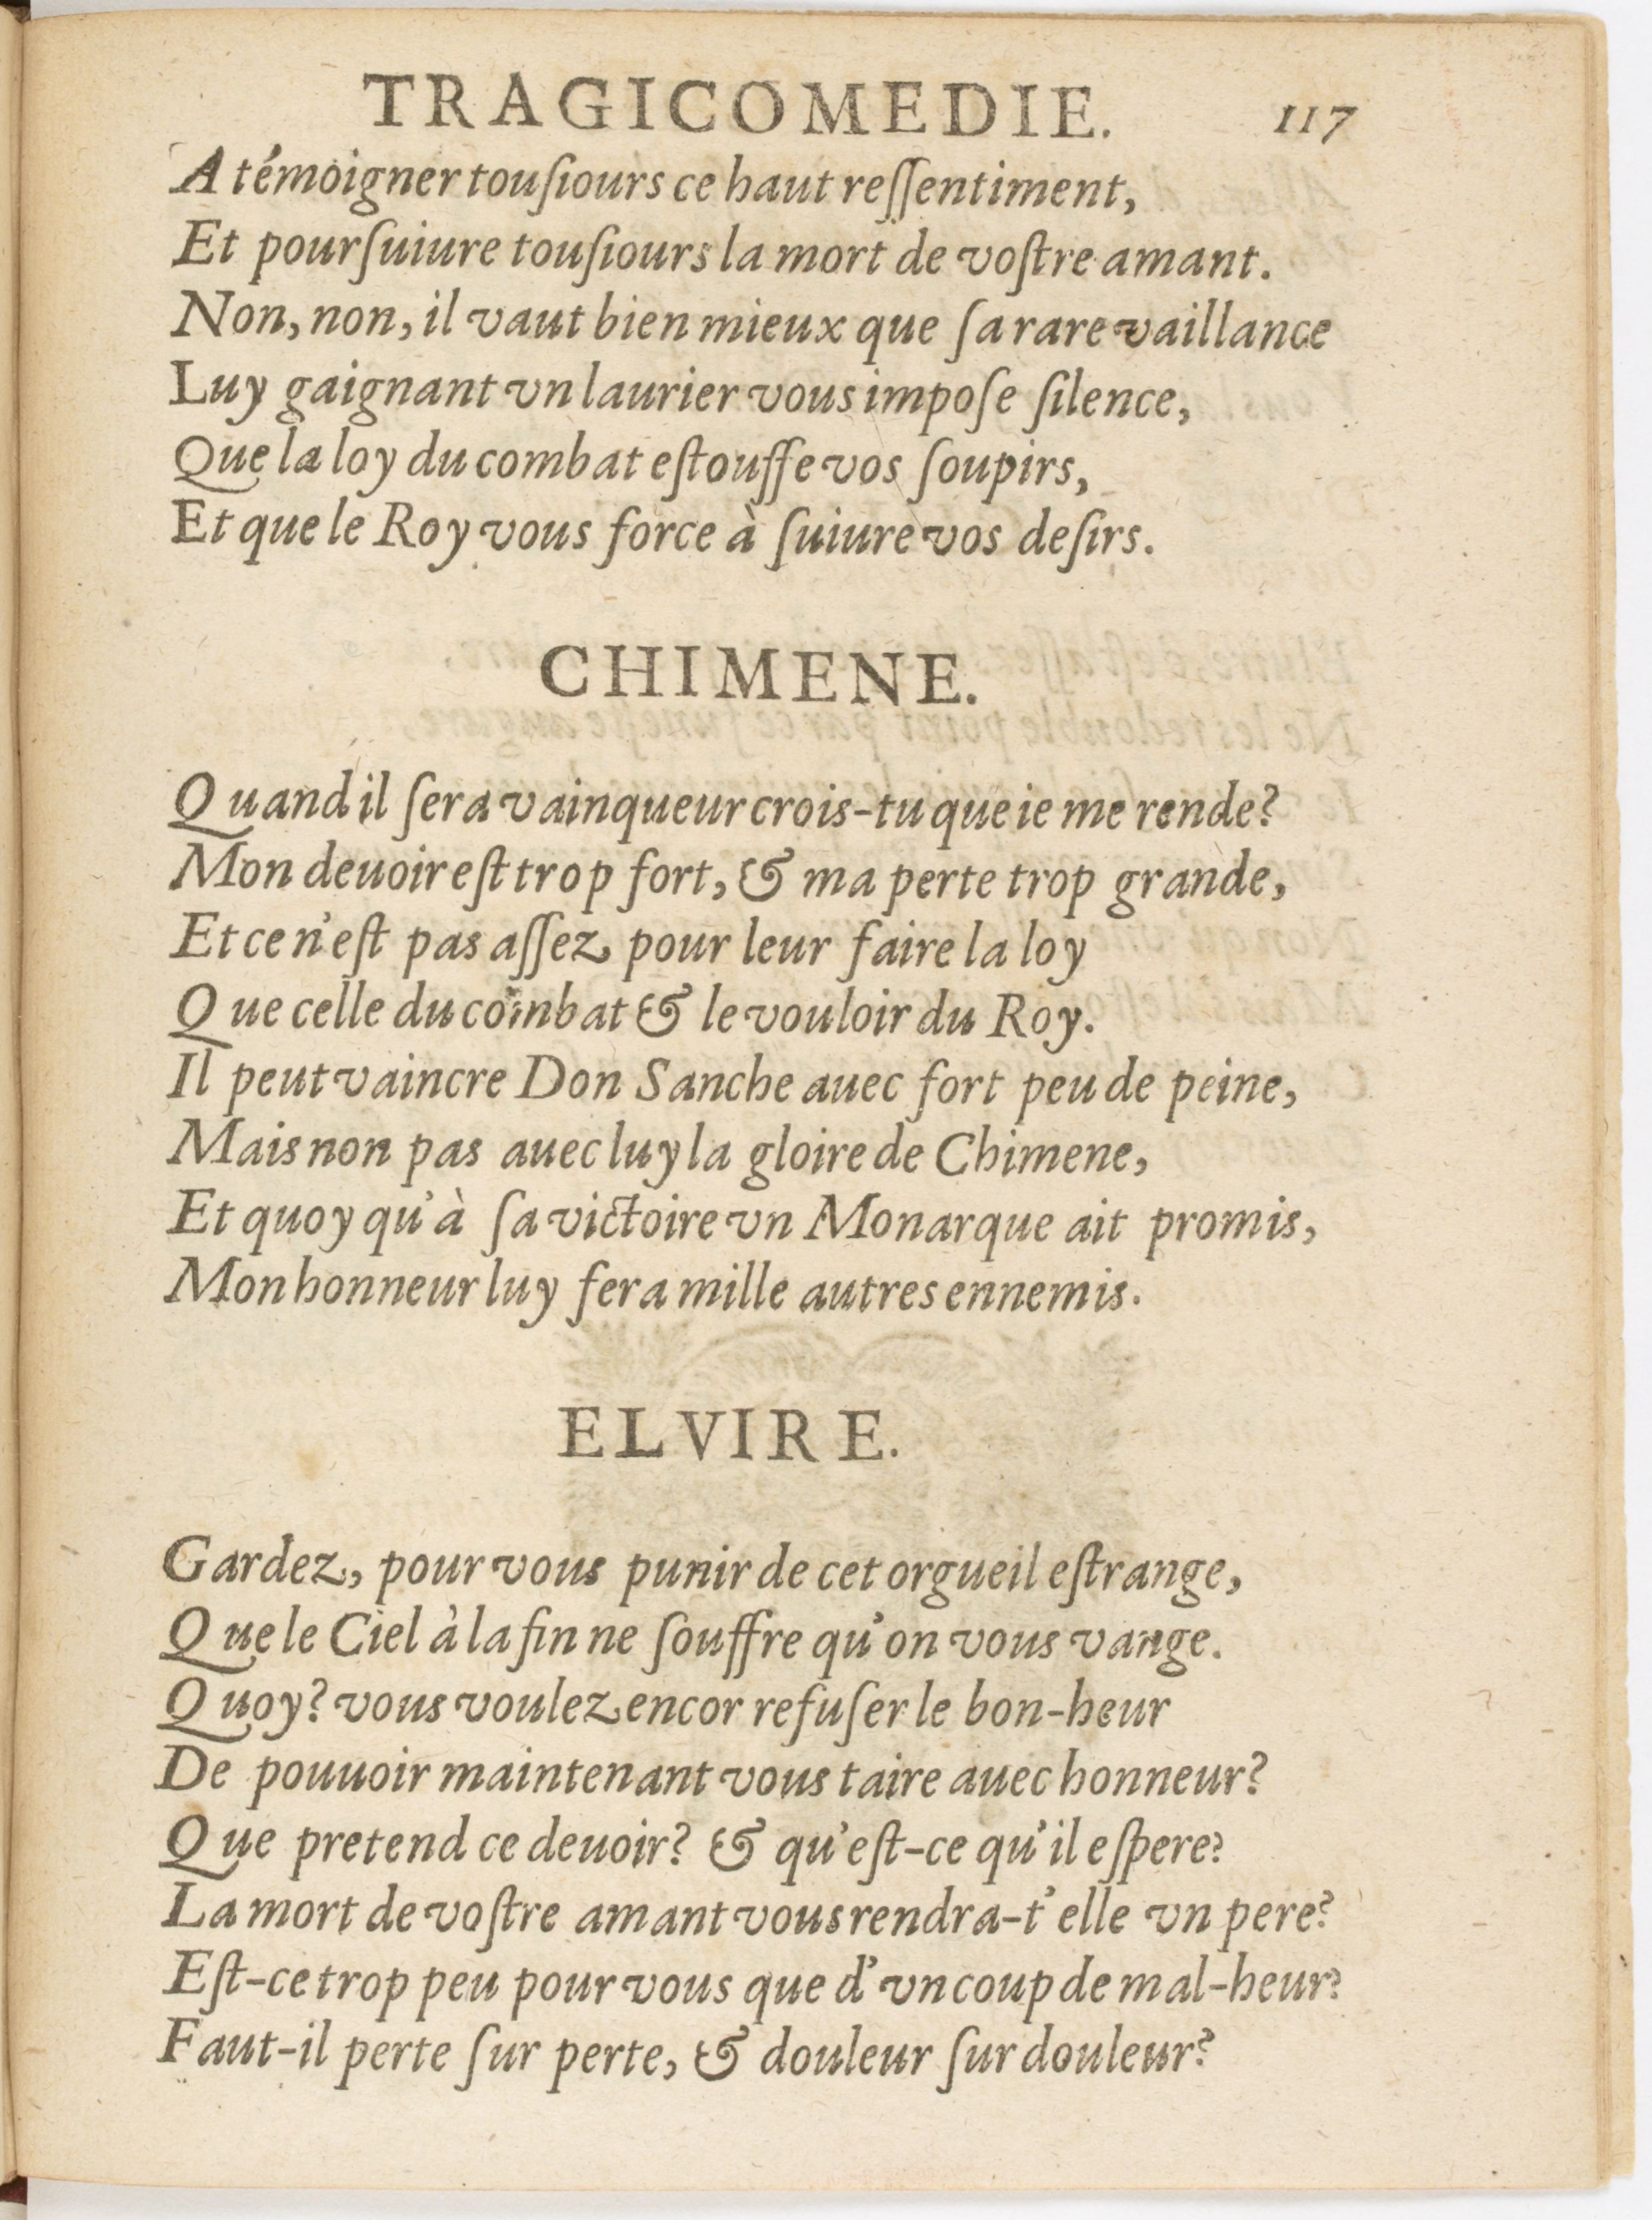 TRAGICOMEDIE. 117
A témoigner touſiours ce haut reſſentiment,
Et pourſuiure touſiours la mort de voſtre amant.
Non, non, il vaut bien mieux que ſa rare vaillance
Luy gaignant vn laurier vous impoſe ſilence,
Que la loy du combat eſtouffe vos ſoupirs,
Et que le Roy vous force à ſuiure vos deſirs.
CHIMENE.
Quand il ſera vainqueur crois-tu que ie me rende?
Mon deuoir eſt trop fort, & ma perte trop grande,
Et ce n'eſt pas aſſez pour leur faire la loy
Que celle du combat & le vouloir du Roy.
Il peut vaincre Don Sanche auec fort peu de peine,
Mais non pas auec luy la gloire de Chimene,
Et quoy qu'à ſa victoire vn Monarque ait promis,
Mon honneur luy fera mille autres ennemis.
ELVIRE.
Gardez, pour vous punir de cet orgueil eſtrange,
Que le Ciel à la fin ne ſouffre qu'on vous vange.
Quoy? vous voulez encor refuſer le bon-heur
De pouuoir maintenant vous taire auec honneur?
Que pretend ce deuoir? & qu'eſt-ce qu'il eſpere?
La mort de voſtre amant vous rendra-t'elle vn pere?
Eſt-ce trop peu pour vous que d'vn coup de mal-heur?
Faut-il perte ſur perte, & douleur ſur douleur?